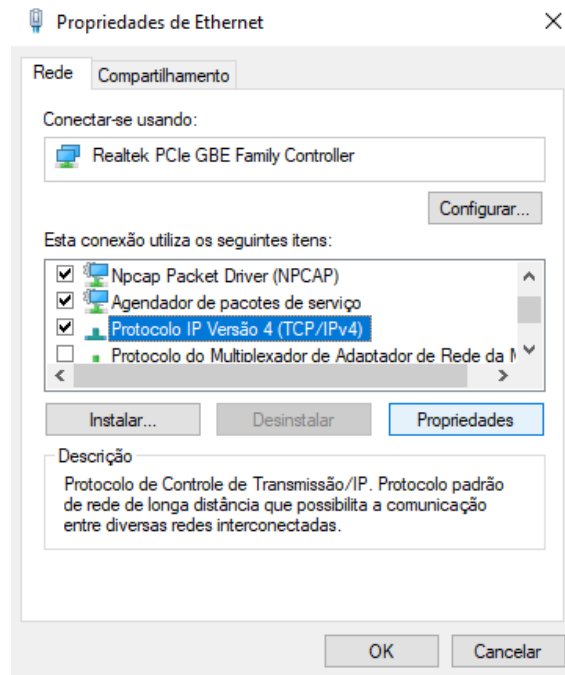 Propriedades de Ethernet
Rede Compartilhamento
Conectar-se usando:
Realtek PCIe GBE Family Controller
Configurar...
Esta conexão utiliza os seguintes itens:
Npcap Packet Driver (NPCAP)
Agendador de pacotes de serviço
Protocolo IP Versão 4 (TCP/IPv4)
Protocolo do Multiplexador de Adaptador de Rede da
Instalar... Desinstalar Propriedades
Descrição
Protocolo de Controle de Transmissão/IP. Protocolo padrão
de rede de longa distância que possibilita a comunicação
entre diversas redes interconectadas.
OK Cancelar